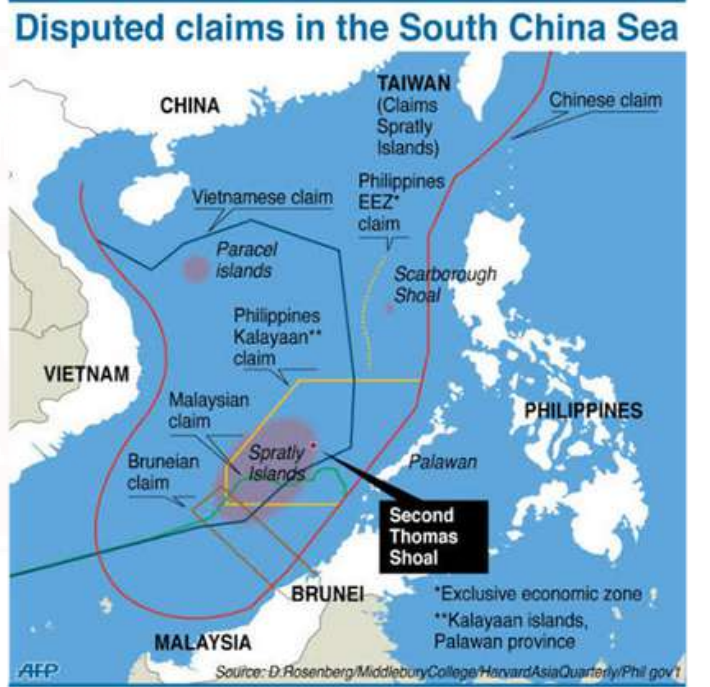 Disputed claims in the South China Sea
TAIWAN
(Claims
Spratly
Islands)
CHINA
Chinese claim
Philippines
EEZ*
claim
Vietnamese claim
Paracel
islands
Scarborough
Shoal
Philippines
Kalayaan**
claim
VIETNAM
Malaysian
claim
PHILIPPINES
Spratly
Islands
Bruneian
claim
Palawan
Second
Thomas
Shoal
BRUNEI
*Exclusive economic zone
**Kalayaan islands,
Palawan province
MALAYSIA
AFP
Source: D.Rosenberg/MiddleburyCollege/HarvardAsiaQuarterly/Phil gov't